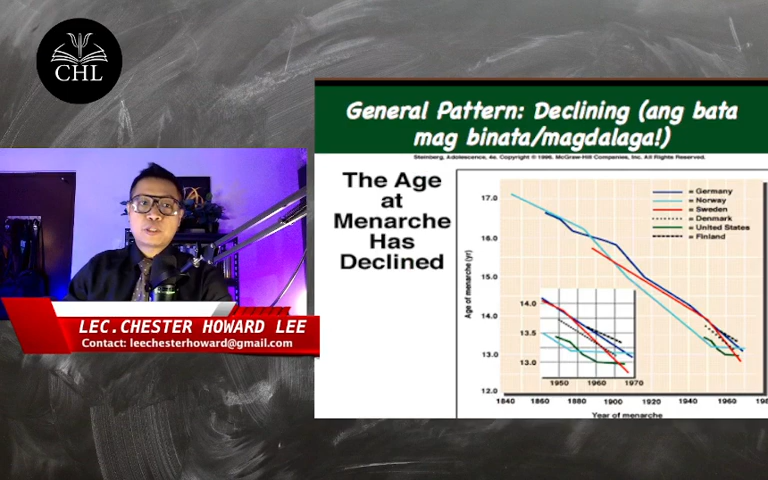 CHL
General Pattern: Declining (ang bata
mag binata/magdalaga!)
Steinberg, Adolescence, 4e. Copyright © 1996. McGraw-Hill Companies, Inc. All Rights Reserved.
The Age
at
Menarche
Has
Declined
= Germany
= Norway
= Sweden
= Denmark
= United States
= Finland
Age of menarche (yr)
17.0
16.0
15.0
14.0
13.0
12.0
14.0
13.5
13.0
1950 1960 1970
1840 1860 1880 1900 1920 1940 1960
Year of menarche
LEC.CHESTER HOWARD LEE
Contact: leechesterhoward@gmail.com